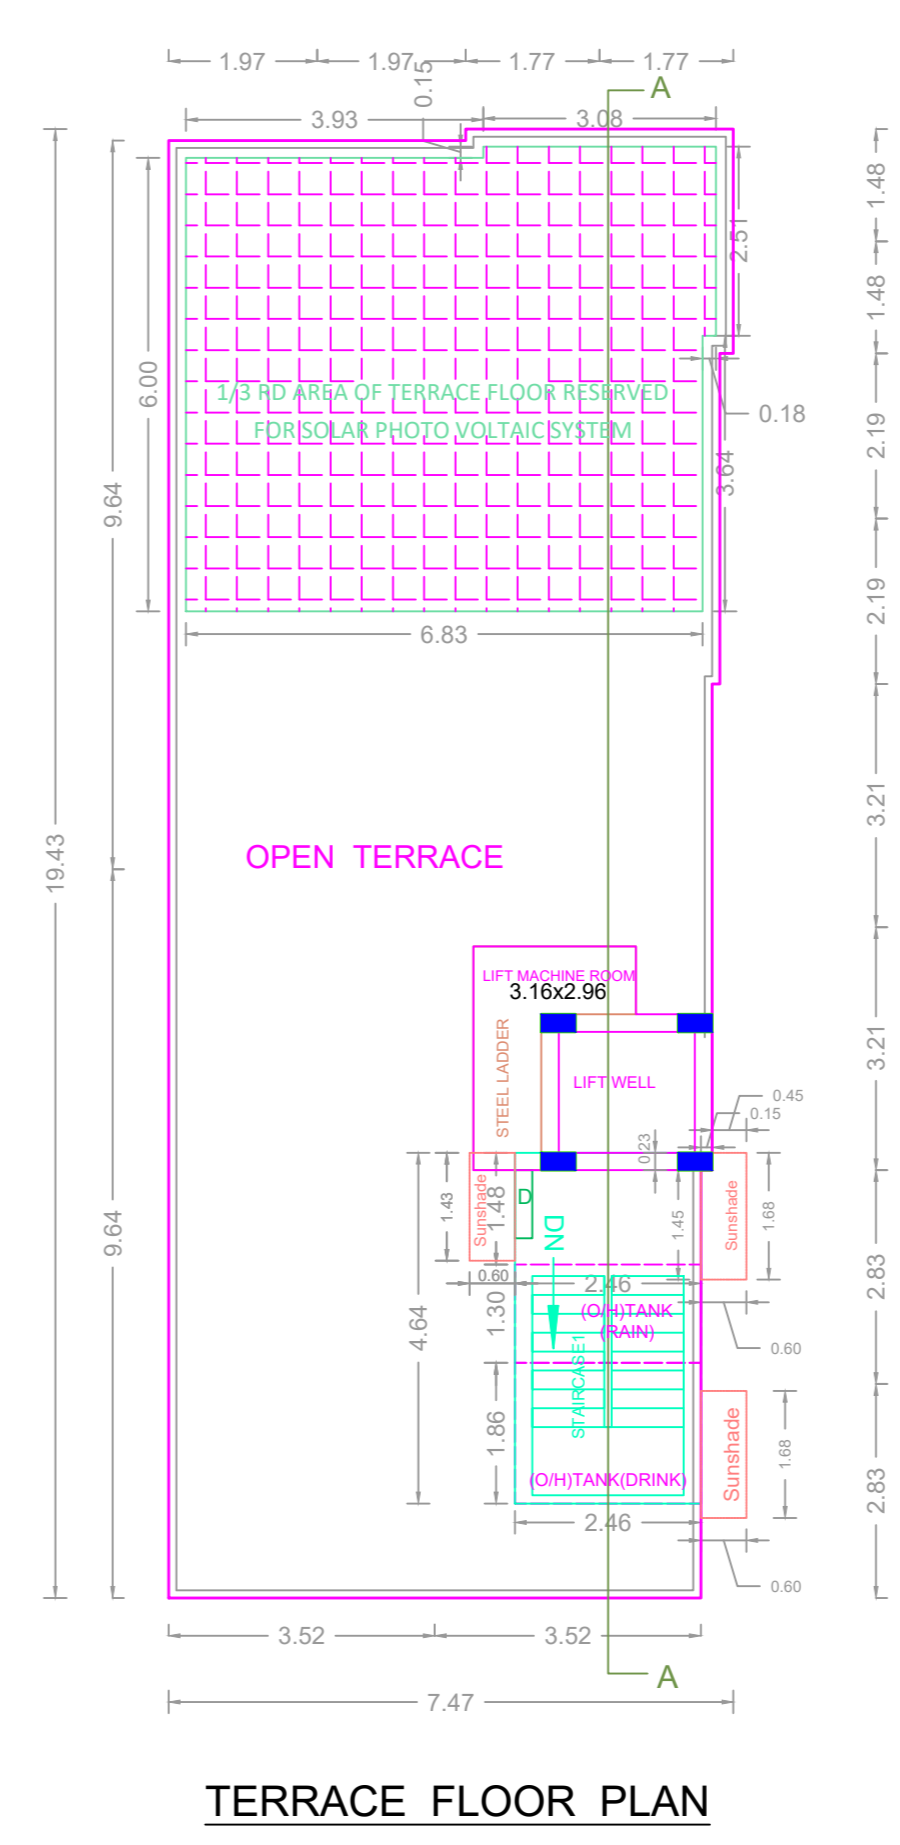 1.97
1.97
1.77
1.77
0.15
A
3.93
3.08
1.48
2.51
1.48
6.00
1/3 RD AREA OF TERRACE FLOOR RESERVED
FOR SOLAR PHOTO VOLTAIC SYSTEM
0.18
2.19
3.64
9.64
2.19
6.83
3.21
19.43
OPEN TERRACE
LIFT MACHINE ROOM
3.16x2.96
STEEL LADDER
LIFT WELL
3.21
0.45
0.15
0.23
1.43
Sunshade
1.48
D
DN
1.45
Sunshade
1.68
9.64
0.60
2.46
2.83
4.64
1.30
(O/H)TANK
(RAIN)
STAIRCASE1
0.60
1.86
(O/H)TANK(DRINK)
Sunshade
1.68
2.83
2.46
0.60
3.52
3.52
A
7.47
TERRACE FLOOR PLAN